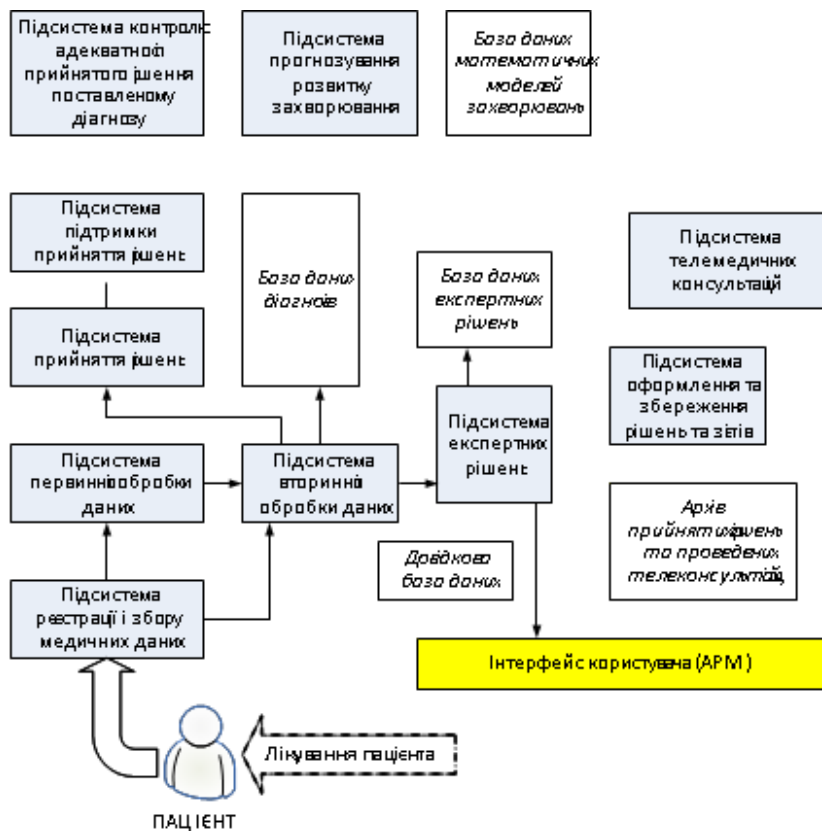 Підсистема контролю
адекватності
прийнятого рішення
поставленому
діагнозу
Підсистема
прогнозування
розвитку
захворювання
База даних
математичних
моделей
захворювань
Підсистема
підтримки
прийняття рішень
База даних
діагнозів
База даних
експертних
рішень
Підсистема
телемедичних
консультацій
Підсистема
прийняття рішень
Підсистема
оформлення та
збереження
рішень та звітів
Підсистема
експертних
рішень
Підсистема
первинної обробки
даних
Підсистема
вторинної
обробки даних
Архів
прийнятих рішень
та проведених
телеконсультацій
Довідкова
база даних
Підсистема
реєстрації і збору
медичних даних
Інтерфейс користувача (АРМ)
Лікування пацієнта
ПАЦІЄНТ